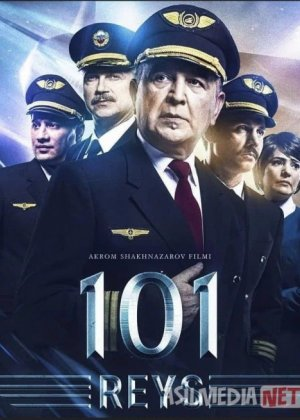 AKROM SHAKHNAZAROV FILMI
101
REYS
ASILMEDIA.NET